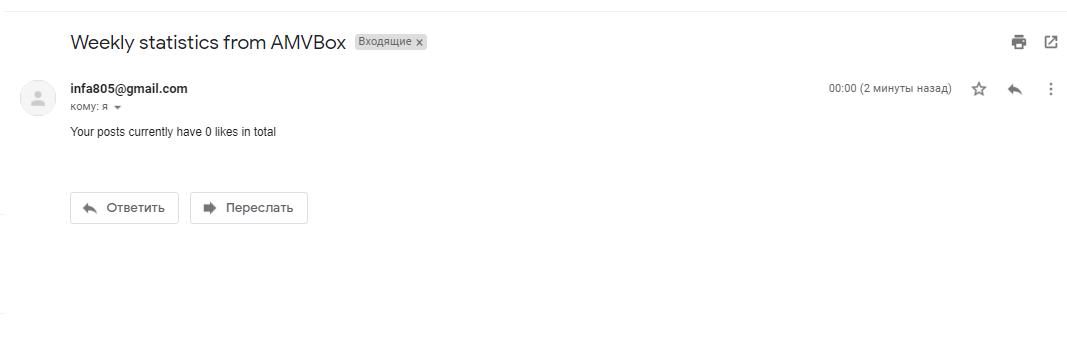 Weekly statistics from AMVBox Входящие x
infa805@gmail.com 00:00 (2 минуты назад)
кому: я
Your posts currently have 0 likes in total
Ответить Переслать